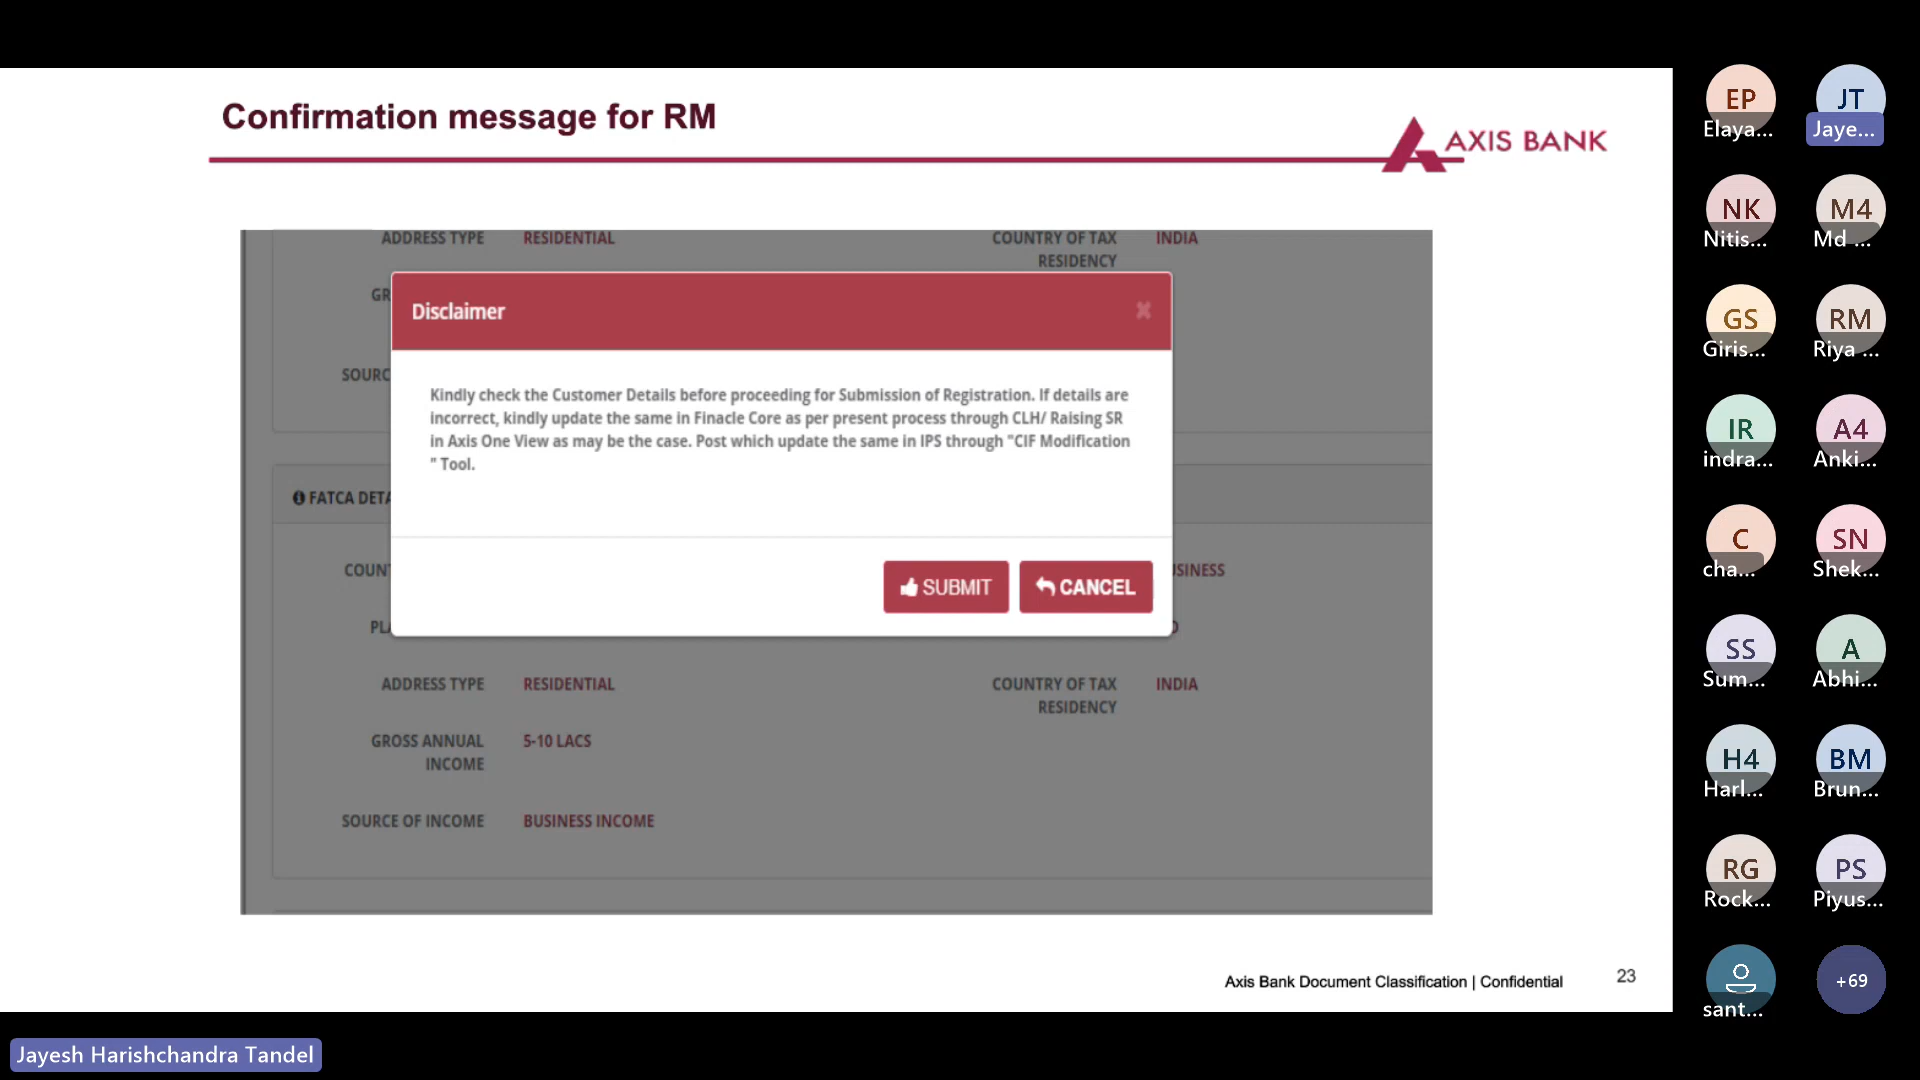 Confirmation message for RM
AXIS BANK
ADDRESS TYPE RESIDENTIAL COUNTRY OF TAX RESIDENCY INDIA
GR
SOURC
Disclaimer
Kindly check the Customer Details before proceeding for Submission of Registration. If details are
incorrect, kindly update the same in Finacle Core as per present process through CLH/ Raising SR
in Axis One View as may be the case. Post which update the same in IPS through "CIF Modification
" Tool.
SUBMIT CANCEL
FATCA DETA
COUN
SINESS
PL
ADDRESS TYPE RESIDENTIAL COUNTRY OF TAX RESIDENCY INDIA
GROSS ANNUAL INCOME 5-10 LACS
SOURCE OF INCOME BUSINESS INCOME
Axis Bank Document Classification | Confidential
23
Jayesh Harishchandra Tandel
EP
Elaya...
JT
Jaye...
NK
Nitis...
M4
Md ...
GS
Giris...
RM
Riya ...
IR
indra...
A4
Anki...
C
cha...
SN
Shek...
SS
Sum...
A
Abhi...
H4
Harl...
BM
Brun...
RG
Rock...
PS
Piyus...
sant...
+69